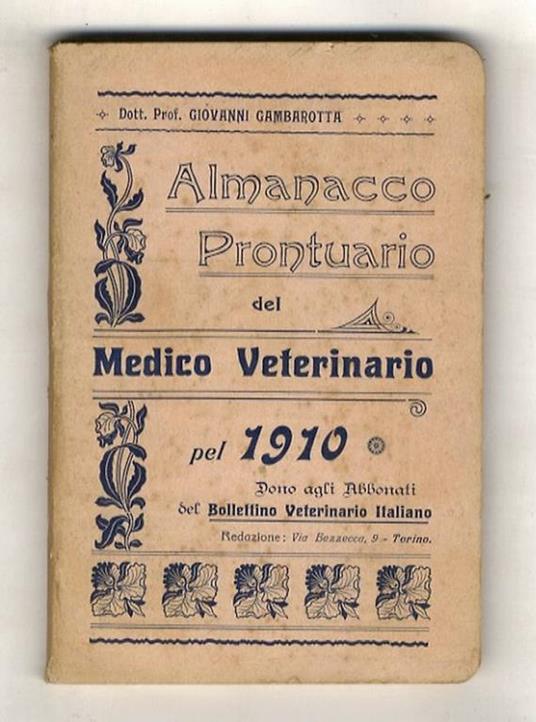 Dott. Prof. GIOVANNI GAMBAROTTA
Almanacco
Prontuario
del
Medico Veterinario
pel 1910
Dono agli Abbonati
del Bollettino Veterinario Italiano
Redazione: Via Bezzecca, 9 - Torino.